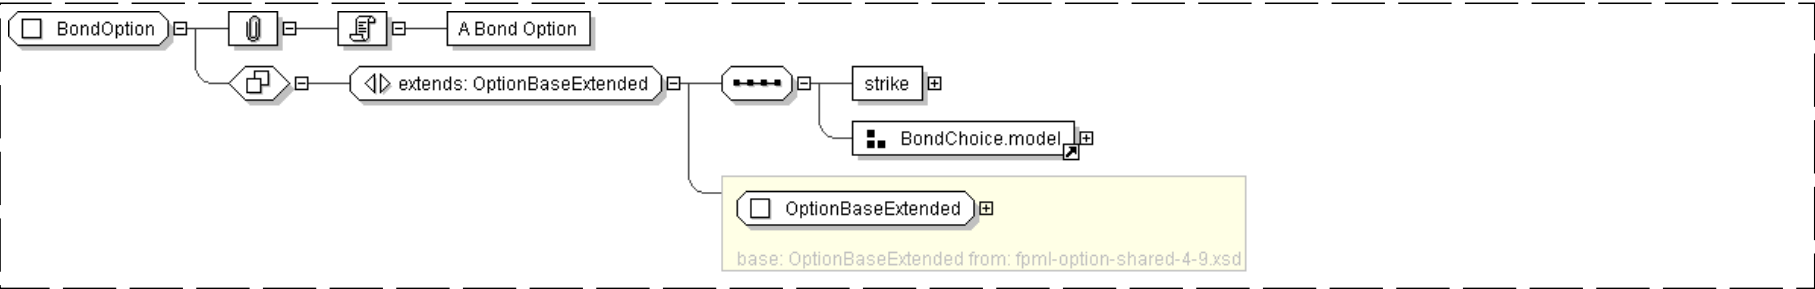 BondOption
A Bond Option
extends: OptionBaseExtended
strike
BondChoice.model
OptionBaseExtended
base: OptionBaseExtended from: fpml-option-shared-4-9.xsd